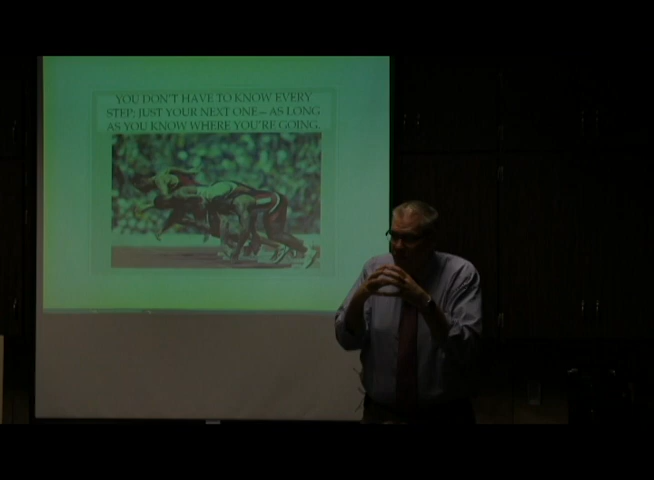 YOU DON'T HAVE TO KNOW EVERY
STEP; JUST YOUR NEXT ONE – AS LONG
AS YOU KNOW WHERE YOU'RE GOING.